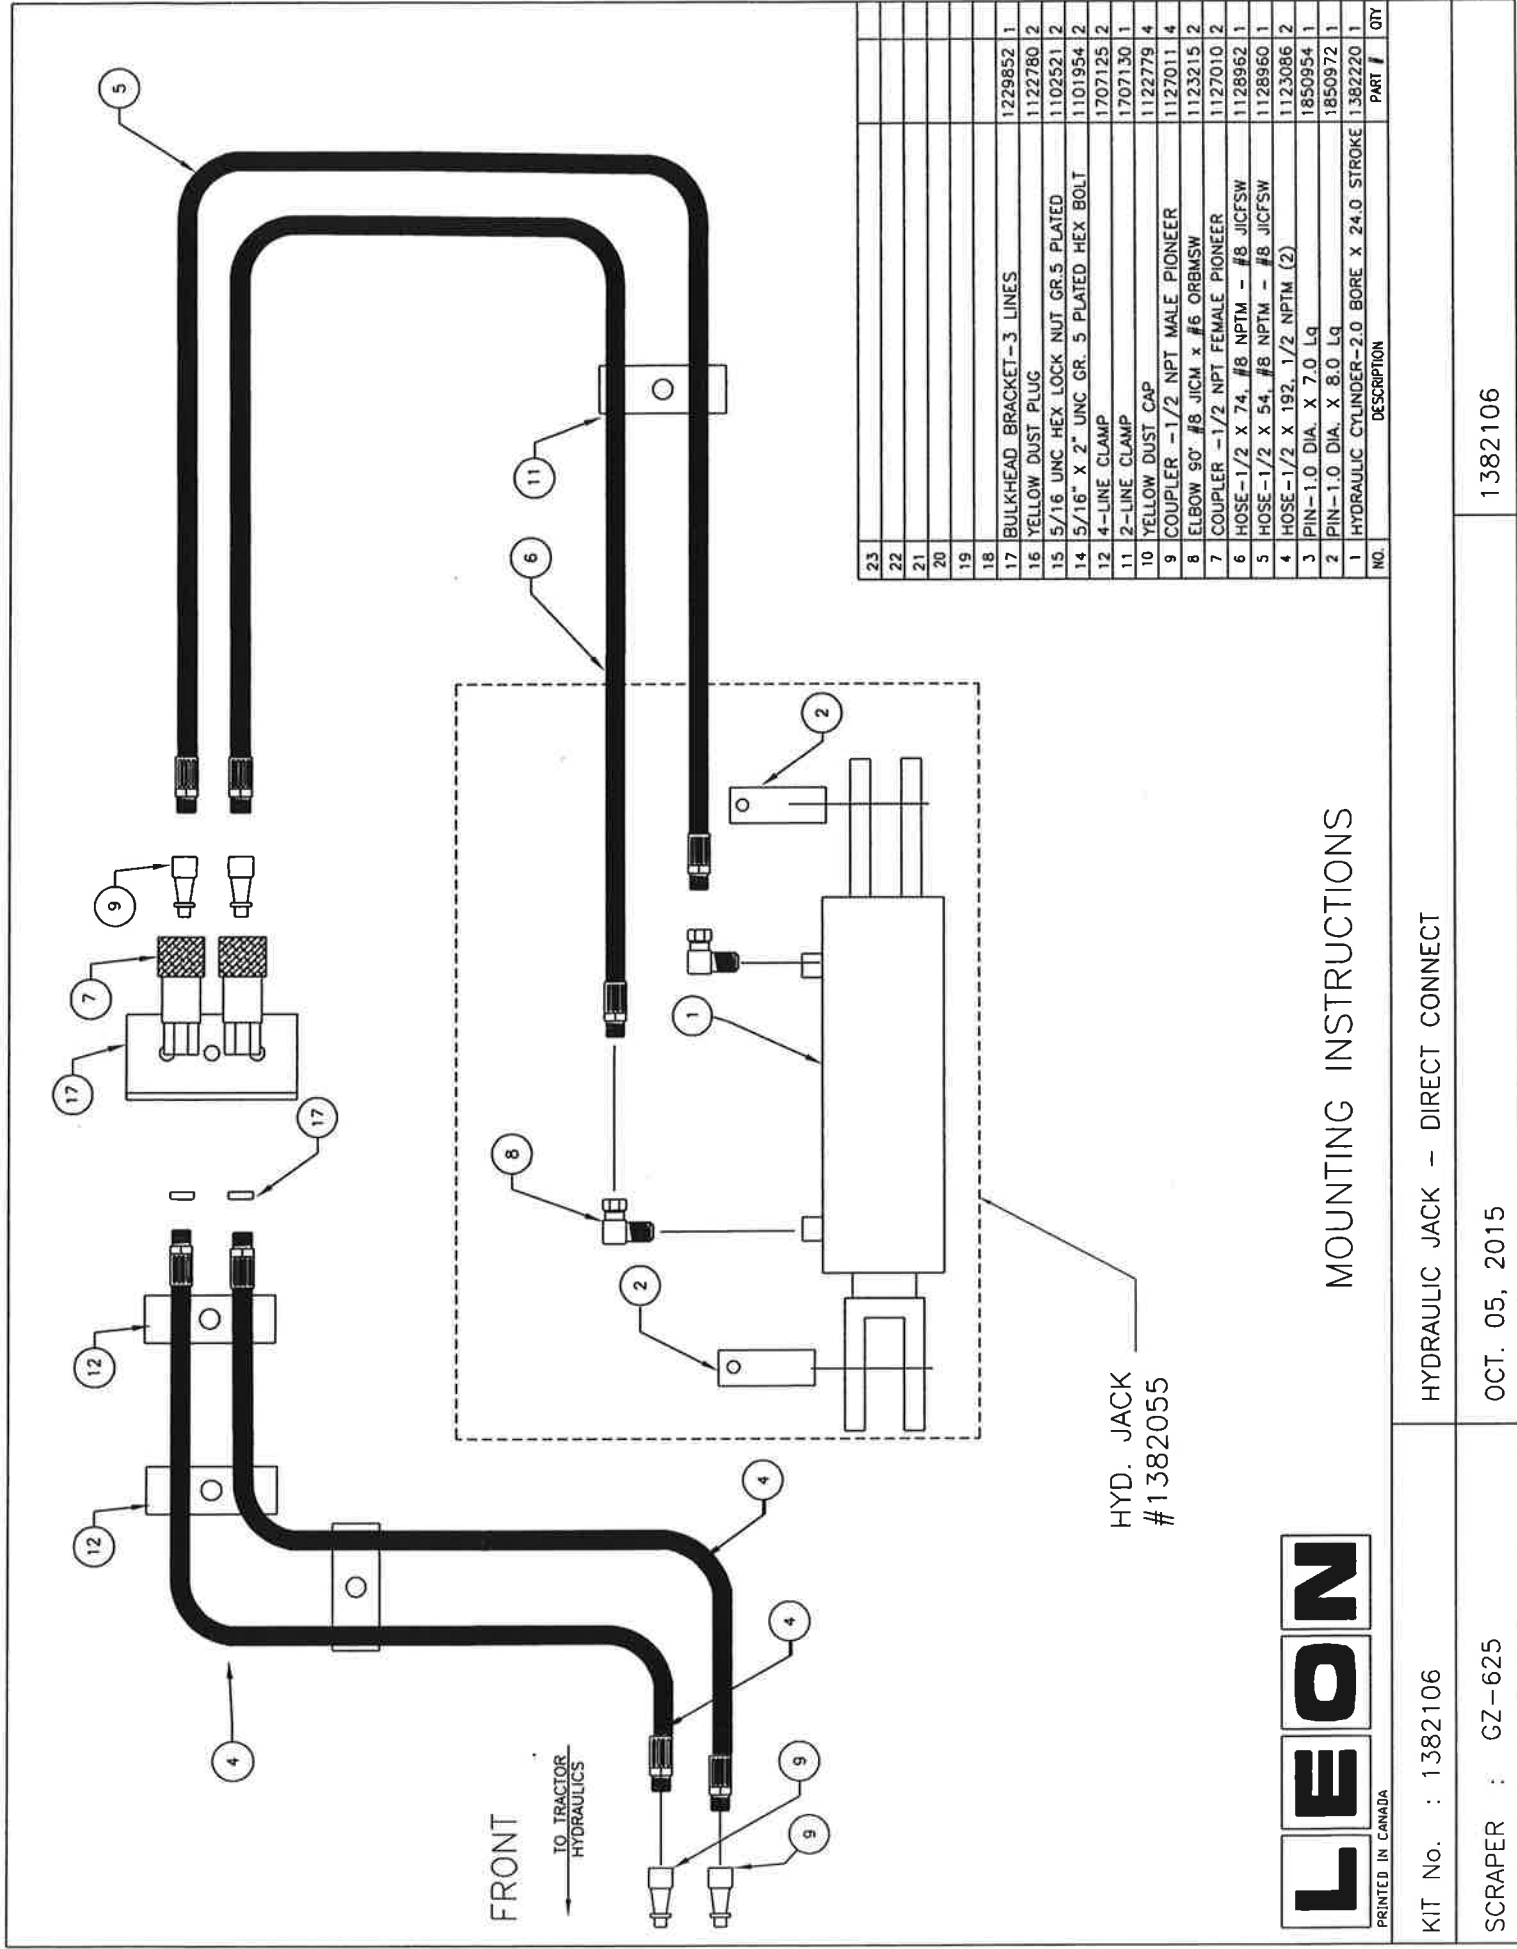 5
9
7
17
17
12
12
4
6
11
8
1
2
2
4
4
9
9
FRONT
TO TRACTOR
HYDRAULICS
HYD. JACK
#1382055
MOUNTING INSTRUCTIONS
23
22
21
20
19
18
17 BULKHEAD BRACKET-3 LINES 1229852 1
16 YELLOW DUST PLUG 1122780 2
15 5/16 UNC HEX LOCK NUT GR.5 PLATED 1102521 2
14 5/16" X 2" UNC GR. 5 PLATED HEX BOLT 1101954 2
12 4-LINE CLAMP 1707125 2
11 2-LINE CLAMP 1707130 1
10 YELLOW DUST CAP 1122779 4
9 COUPLER -1/2 NPT MALE PIONEER 1127011 4
8 ELBOW 90° #8 JICM x #6 ORBMSW 1123215 2
7 COUPLER -1/2 NPT FEMALE PIONEER 1127010 2
6 HOSE-1/2 X 74, #8 NPTM - #8 JICFSW 1128962 1
5 HOSE-1/2 X 54, #8 NPTM - #8 JICFSW 1128960 1
4 HOSE-1/2 X 192, 1/2 NPTM (2) 1123086 2
3 PIN-1.0 DIA. X 7.0 Lg 1850954 1
2 PIN-1.0 DIA. X 8.0 Lg 1850972 1
1 HYDRAULIC CYLINDER-2.0 BORE X 24.0 STROKE 1382220 1
NO. DESCRIPTION PART # QTY
LEON
PRINTED IN CANADA
KIT No. : 1382106
HYDRAULIC JACK - DIRECT CONNECT
SCRAPER : GZ-625
OCT. 05, 2015
1382106